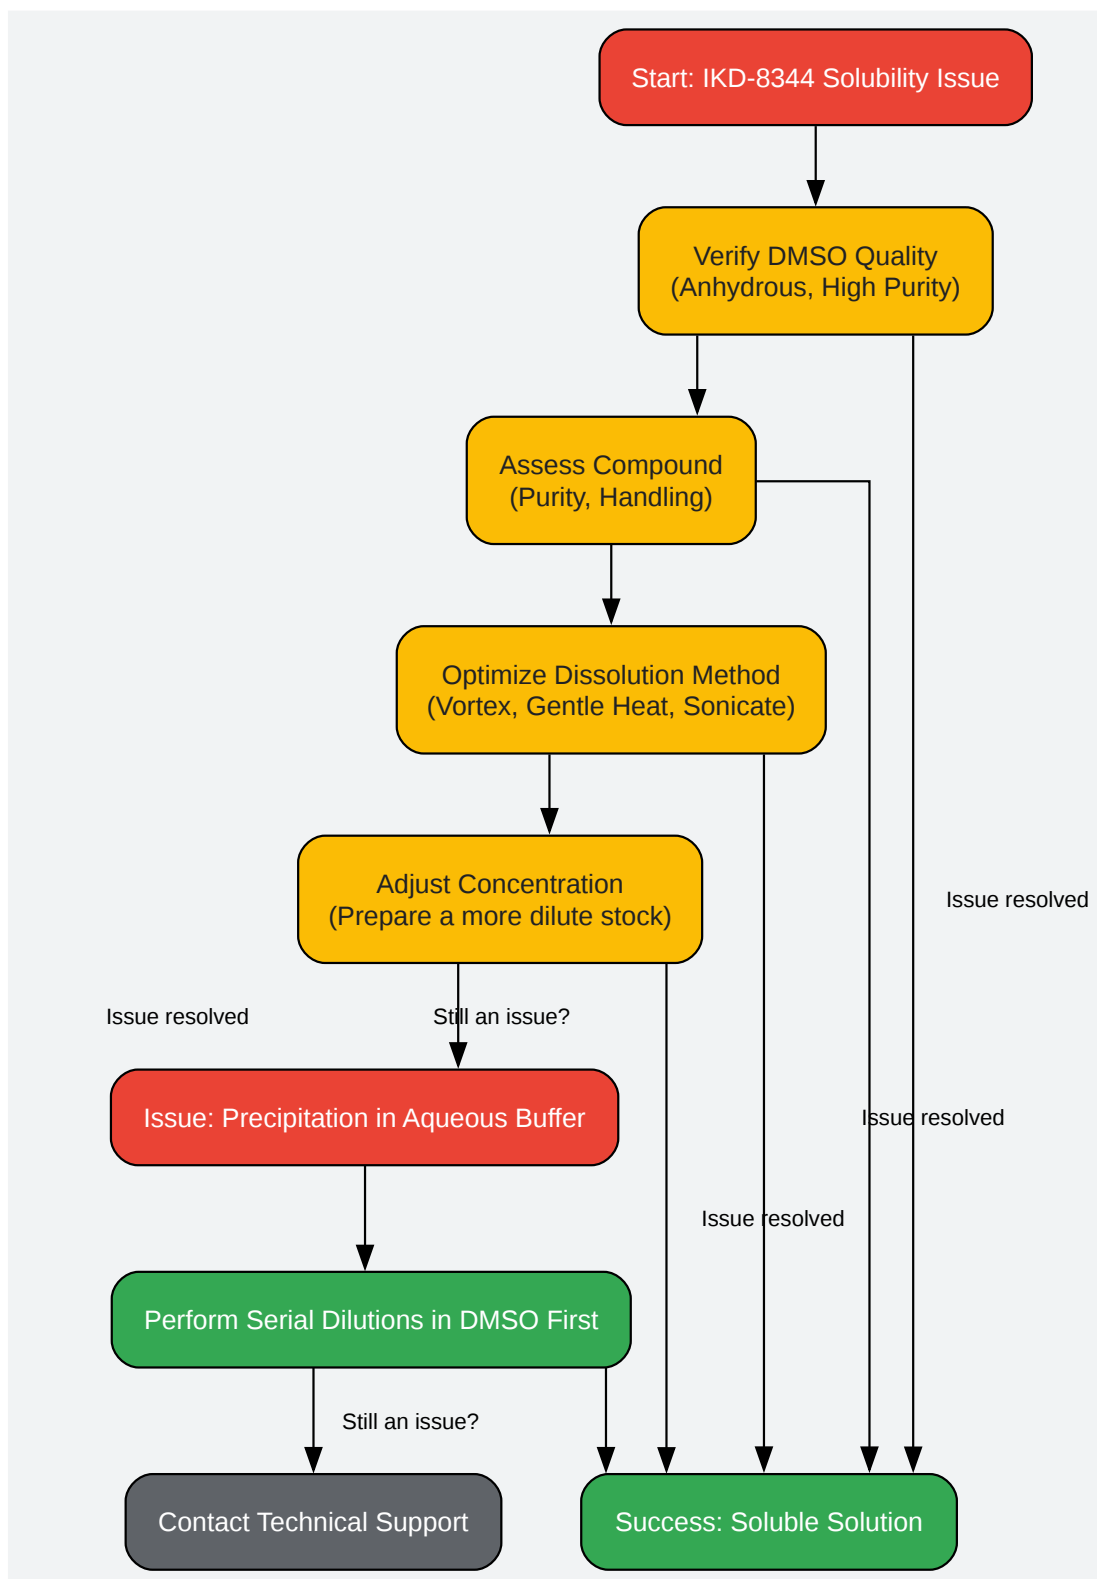 Start: IKD-8344 Solubility Issue
Verify DMSO Quality
(Anhydrous, High Purity)
Assess Compound
(Purity, Handling)
Optimize Dissolution Method
(Vortex, Gentle Heat, Sonicate)
Adjust Concentration
(Prepare a more dilute stock)
Issue resolved
Issue resolved
Still an issue?
Issue: Precipitation in Aqueous Buffer
Issue resolved
Issue resolved
Perform Serial Dilutions in DMSO First
Still an issue?
Contact Technical Support
Success: Soluble Solution